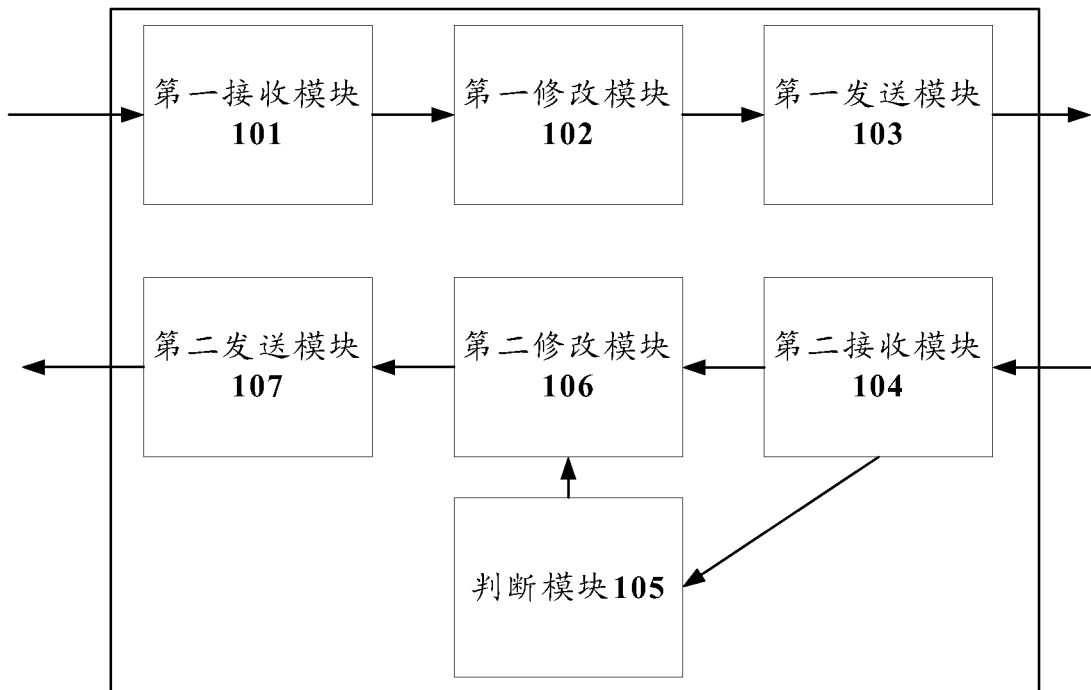 第一接收模块
101
第一修改模块
102
第一发送模块
103
第二发送模块
107
第二修改模块
106
第二接收模块
104
判断模块105